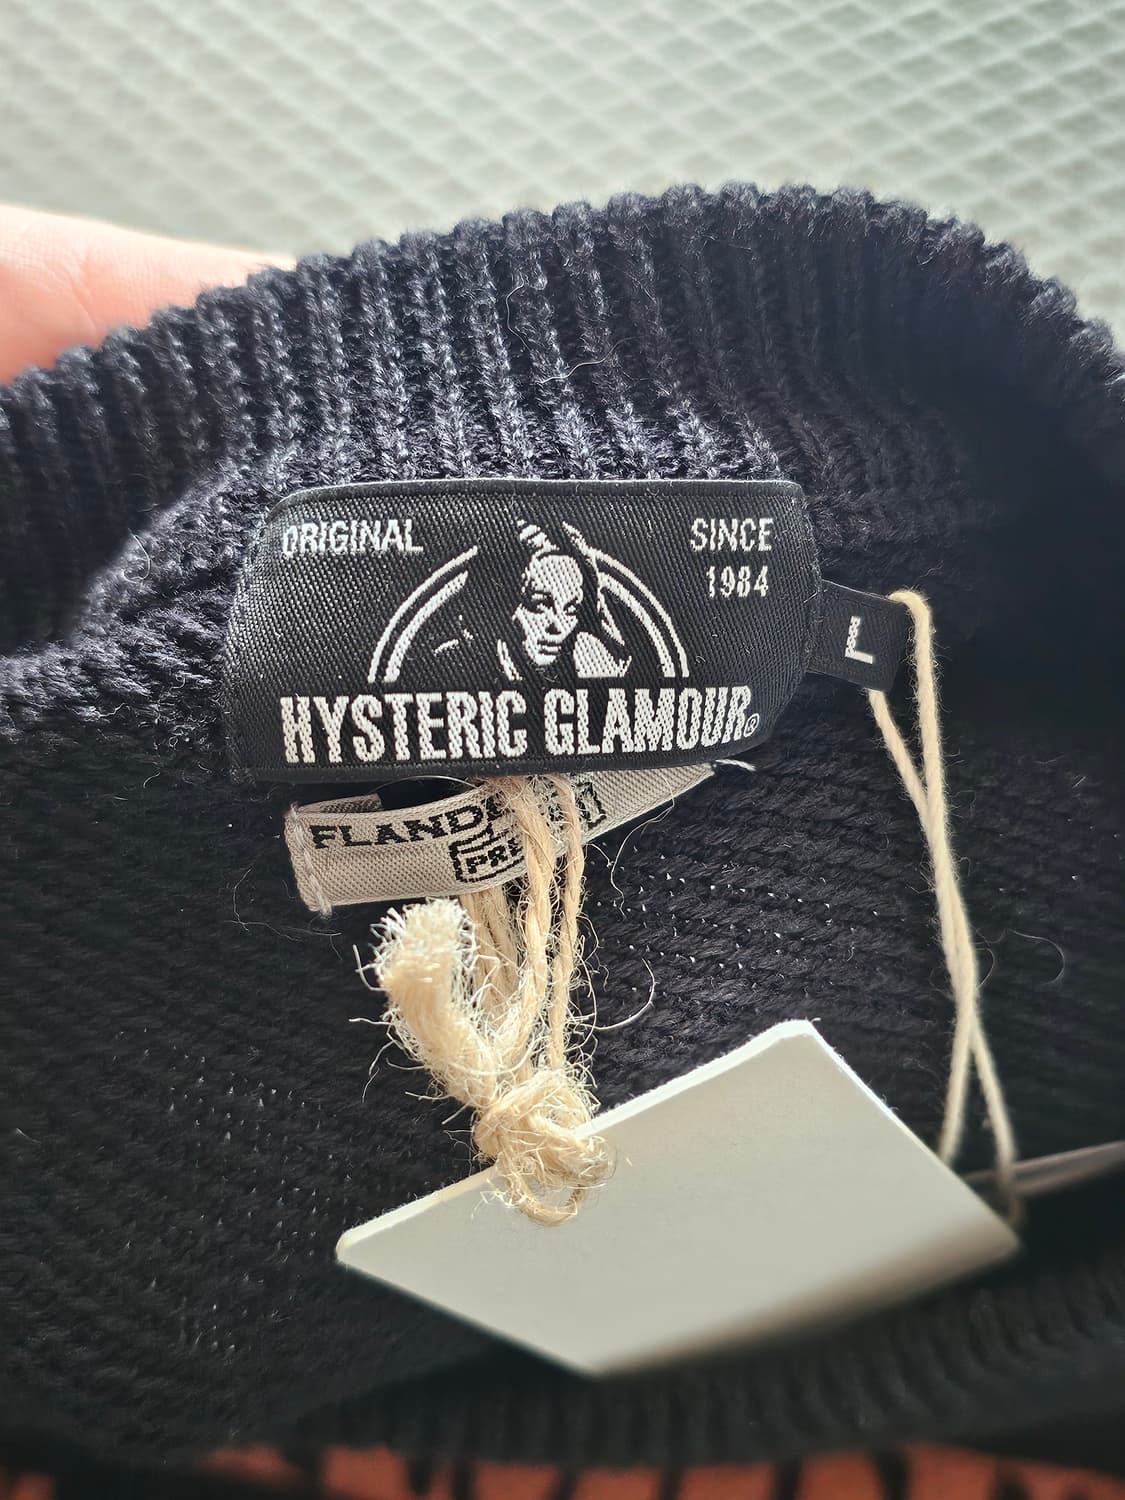 ORIGINAL
SINCE
1984
HYSTERIC GLAMOUR®
L